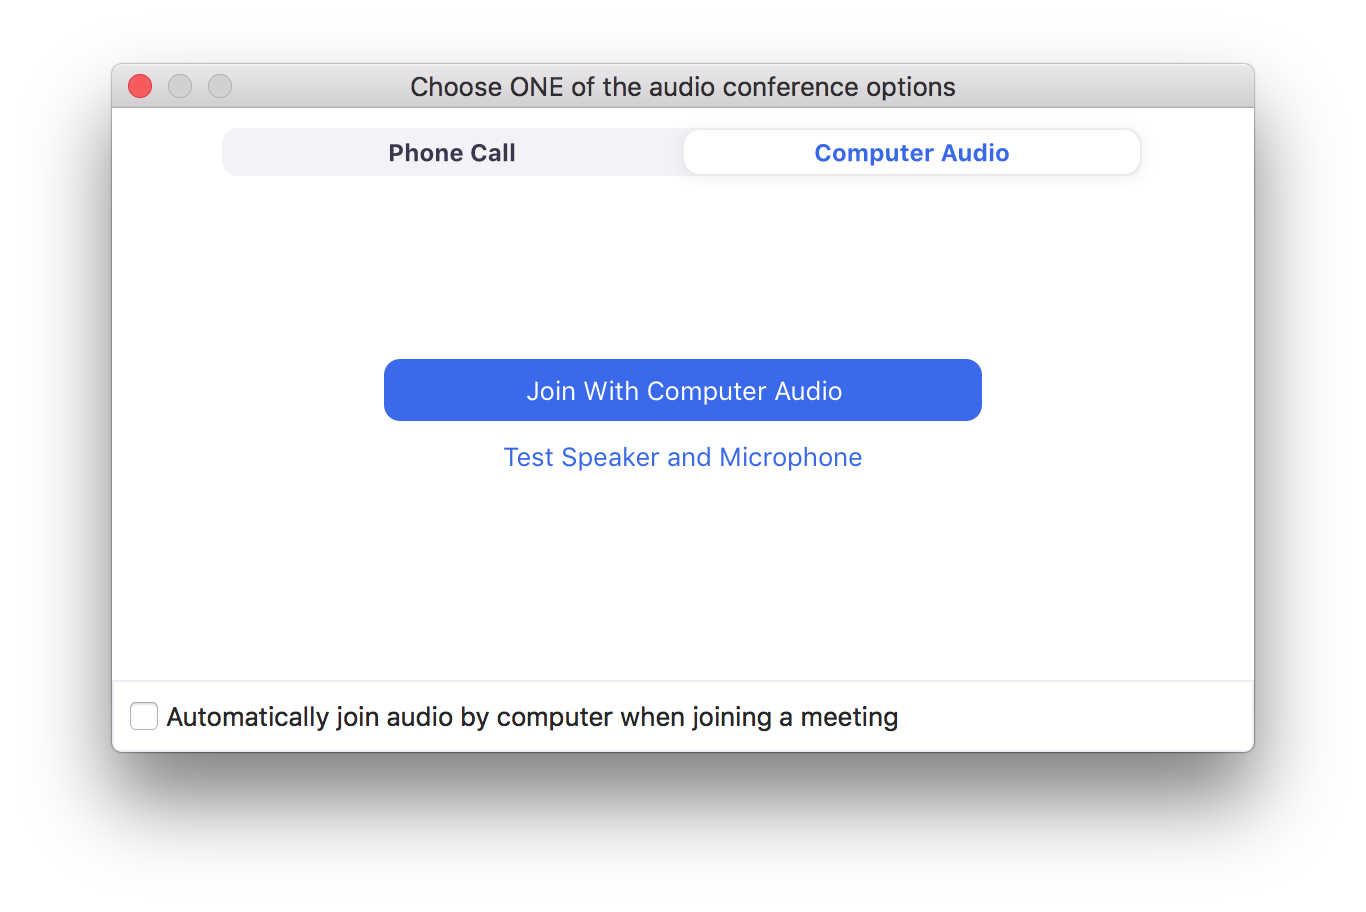 Choose ONE of the audio conference options
Phone Call
Computer Audio
Join With Computer Audio
Test Speaker and Microphone
Automatically join audio by computer when joining a meeting